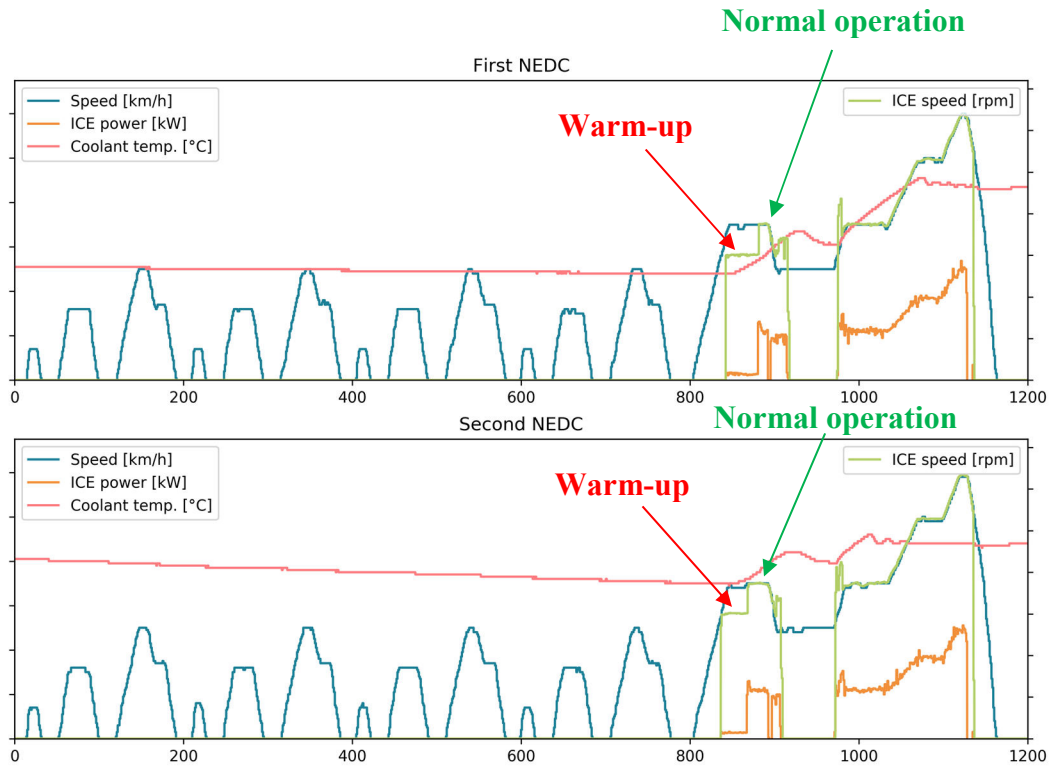 Normal operation
First NEDC
Speed [km/h]
ICE power [kW]
Coolant temp. [°C]
ICE speed [rpm]
Warm-up
0 200 400 600 800 1000 1200
Normal operation
Second NEDC
Speed [km/h]
ICE power [kW]
Coolant temp. [°C]
ICE speed [rpm]
Warm-up
0 200 400 600 800 1000 1200